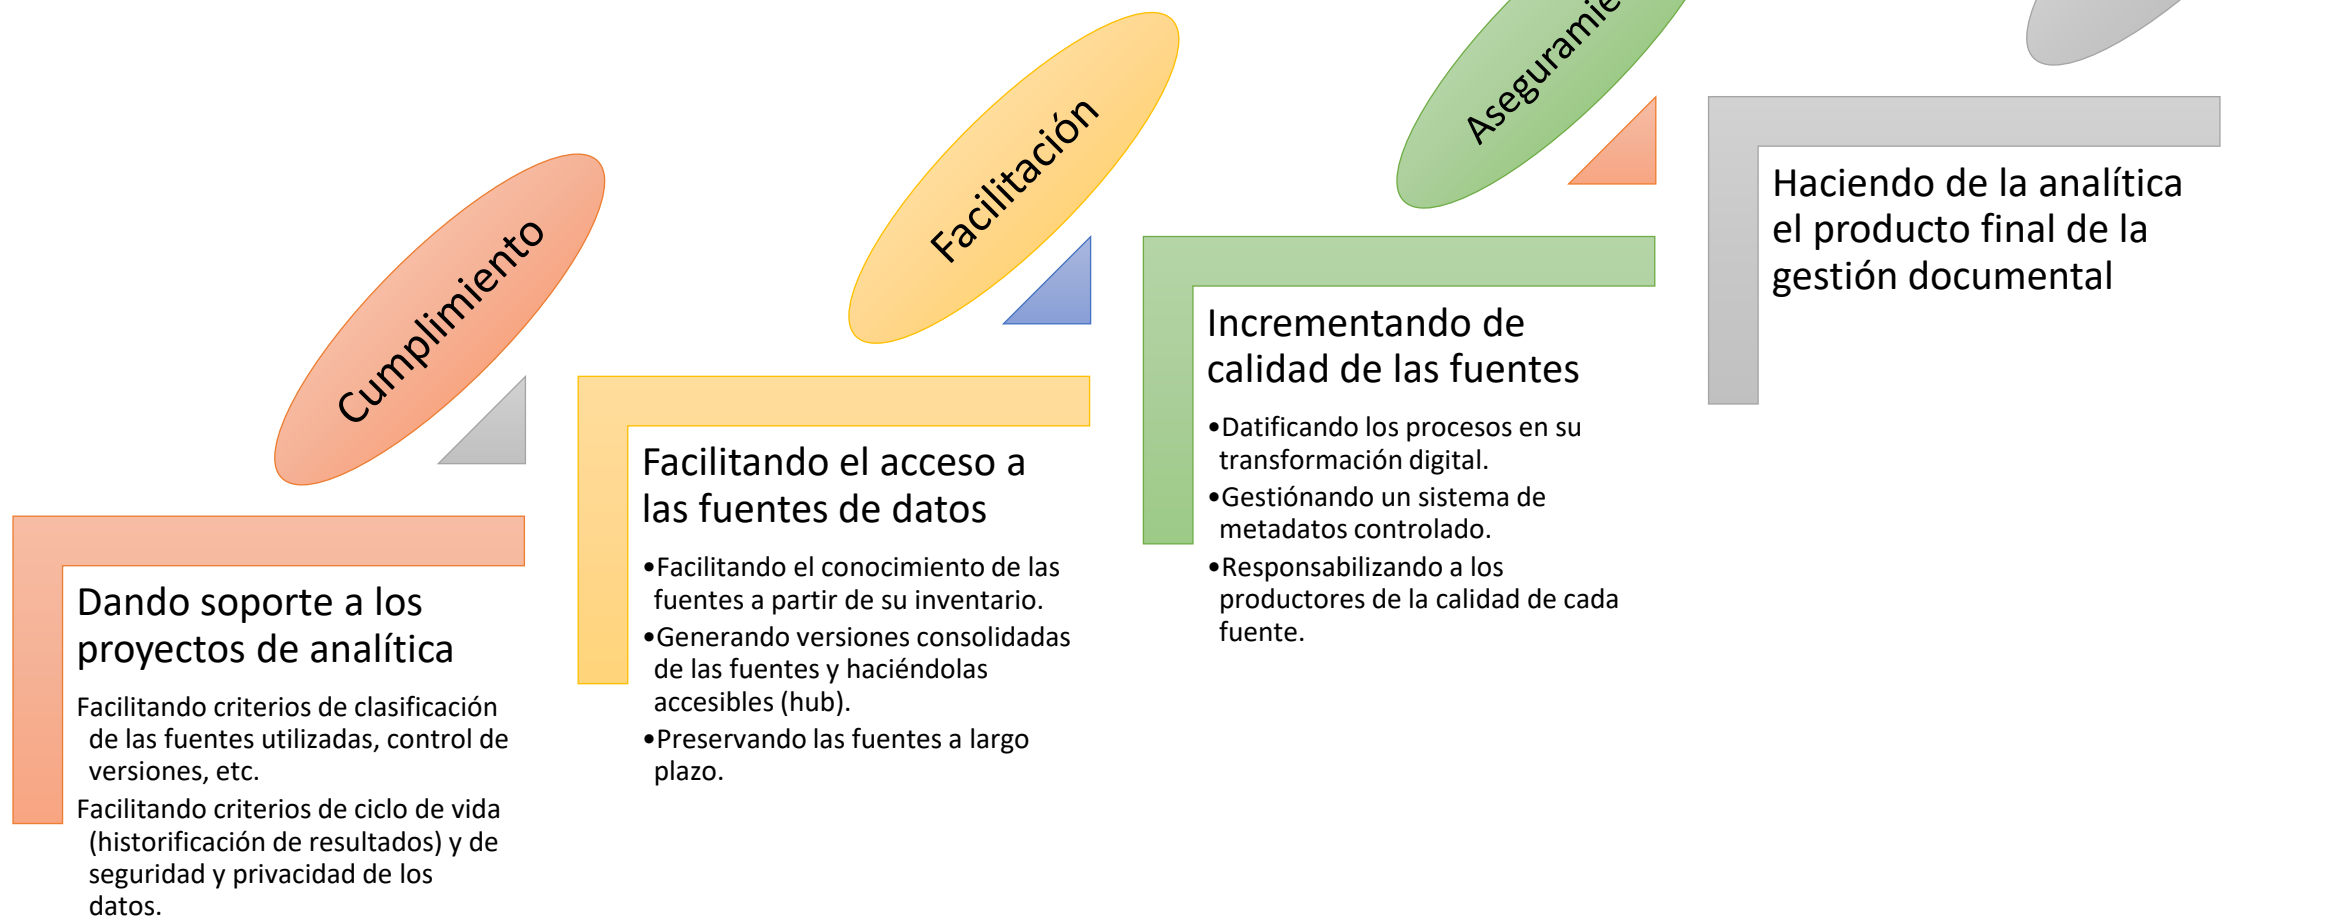 Cumplimiento
Dando soporte a los
proyectos de analítica
Facilitando criterios de clasificación
de las fuentes utilizadas, control de
versiones, etc.
Facilitando criterios de ciclo de vida
(historificación de resultados) y de
seguridad y privacidad de los
datos.
Facilitación
Facilitando el acceso a
las fuentes de datos
•Facilitando el conocimiento de las
fuentes a partir de su inventario.
•Generando versiones consolidadas
de las fuentes y haciéndolas
accesibles (hub).
•Preservando las fuentes a largo
plazo.
Aseguramie
Incrementando de
calidad de las fuentes
•Datificando los procesos en su
transformación digital.
•Gestiónando un sistema de
metadatos controlado.
•Responsabilizando a los
productores de la calidad de cada
fuente.
Haciendo de la analítica
el producto final de la
gestión documental